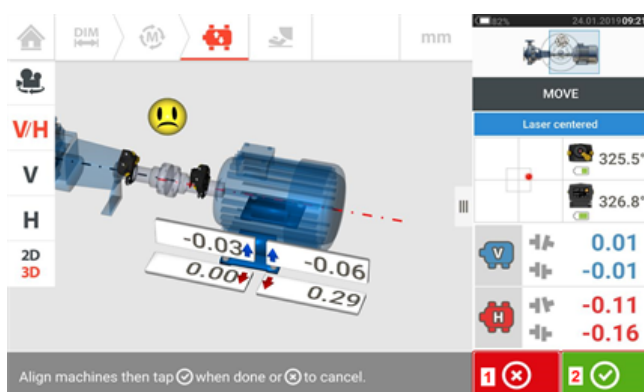 82%
24.01.2019 09:21
DIM
M
mm
MOVE
Laser centered
325.5°
326.8°
V/H
V
H
2D
3D
-0.03
-0.06
0.00
0.29
V
0.01
-0.01
H
-0.11
-0.16
Align machines then tap when done or to cancel.
1
2